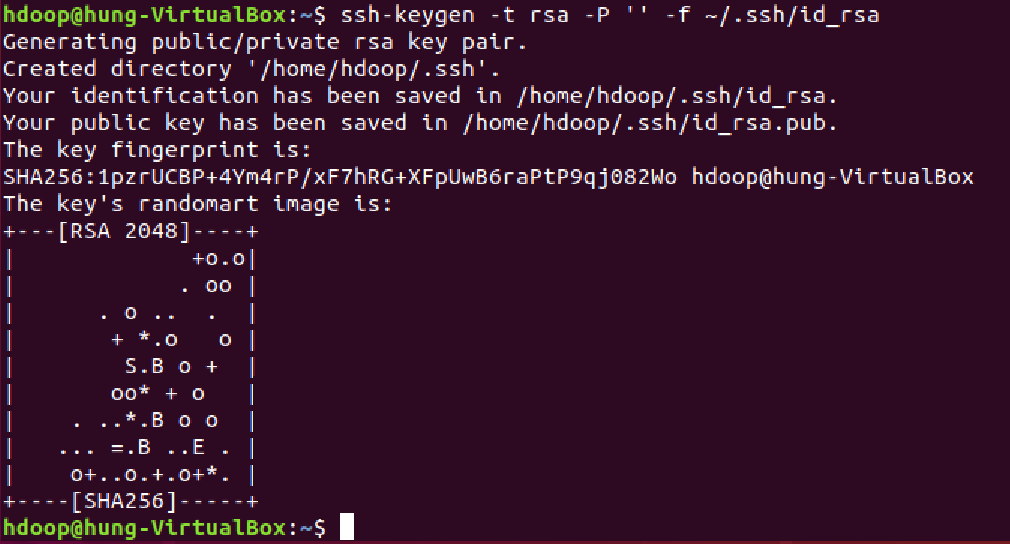 hdoop@hung-VirtualBox:~$ ssh-keygen -t rsa -P '' -f ~/.ssh/id_rsa
Generating public/private rsa key pair.
Created directory '/home/hdoop/.ssh'.
Your identification has been saved in /home/hdoop/.ssh/id_rsa.
Your public key has been saved in /home/hdoop/.ssh/id_rsa.pub.
The key fingerprint is:
SHA256:1pzrUCBP+4Ym4rP/xF7hRG+XFpUwB6raPtP9qj082Wo hdoop@hung-VirtualBox
The key's randomart image is:
+---[RSA 2048]----+
|             +o.o|
|            . oo |
|      . o ..  .  |
|       + *.o   o |
|        S.B o +  |
|       oo* + o   |
|    . ..*.B o o  |
|   ... =.B ..E . |
|    o+..o.+.o+*. |
+----[SHA256]-----+
hdoop@hung-VirtualBox:~$